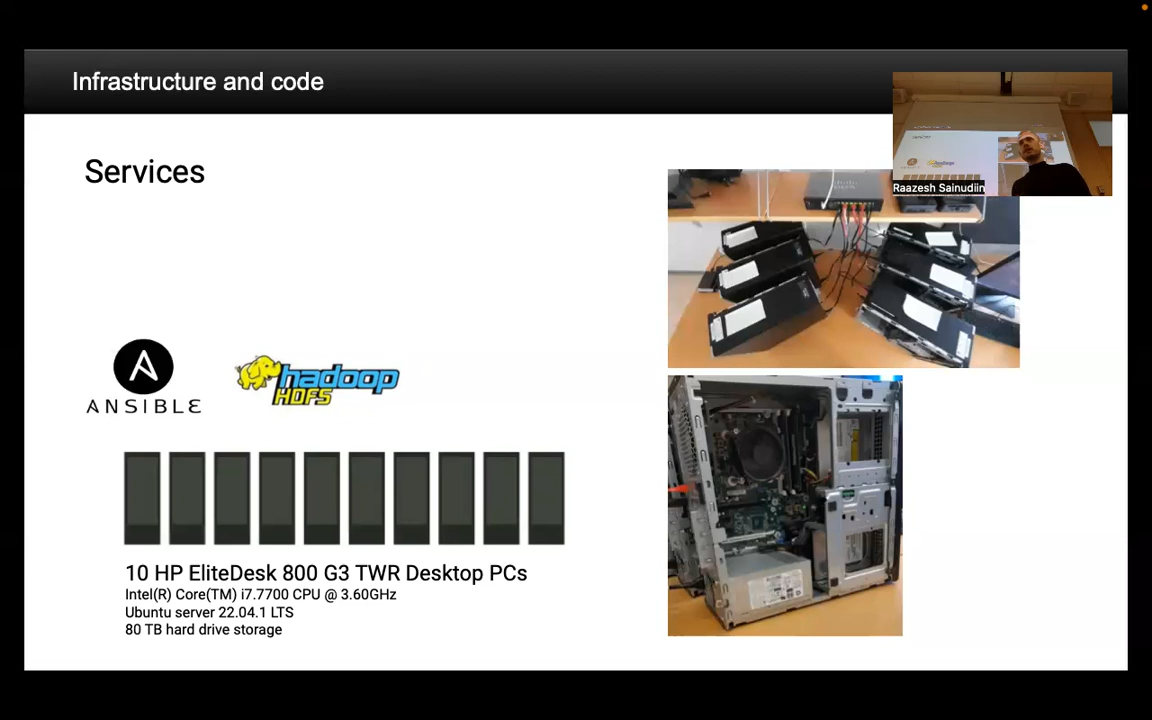 Infrastructure and code
Raazesh Sainudiin
Services
ANSIBLE
hadoop
HDFS
10 HP EliteDesk 800 G3 TWR Desktop PCs
Intel(R) Core(TM) i7.7700 CPU @ 3.60GHz
Ubuntu server 22.04.1 LTS
80 TB hard drive storage